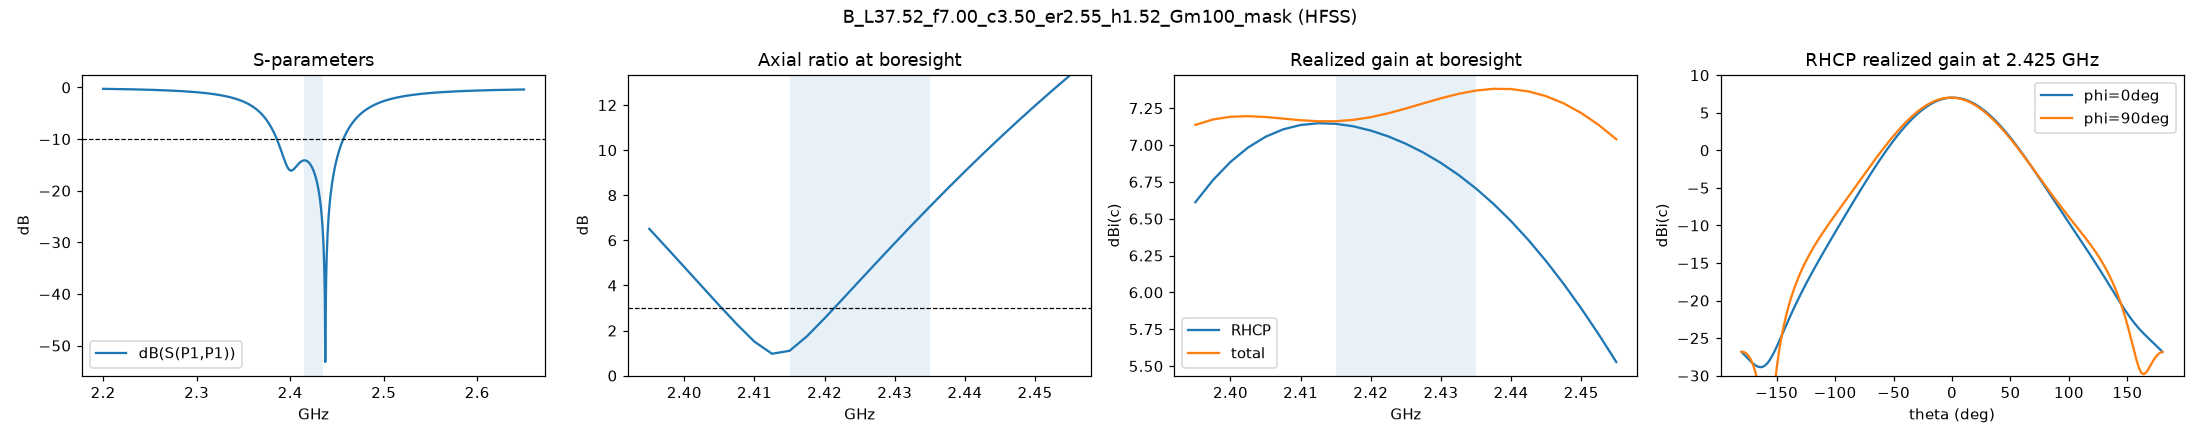 B_L37.52_f7.00_c3.50_er2.55_h1.52_Gm100_mask (HFSS)
S-parameters
dB
0
−10
−20
−30
−40
−50
dB(S(P1,P1))
2.2 2.3 2.4 2.5 2.6
GHz
Axial ratio at boresight
dB
12
10
8
6
4
2
0
2.40 2.41 2.42 2.43 2.44 2.45
GHz
Realized gain at boresight
dBi(c)
7.25
7.00
6.75
6.50
6.25
6.00
5.75
5.50
RHCP
total
2.40 2.41 2.42 2.43 2.44 2.45
GHz
RHCP realized gain at 2.425 GHz
dBi(c)
10
5
0
−5
−10
−15
−20
−25
−30
phi=0deg
phi=90deg
−150 −100 −50 0 50 100 150
theta (deg)